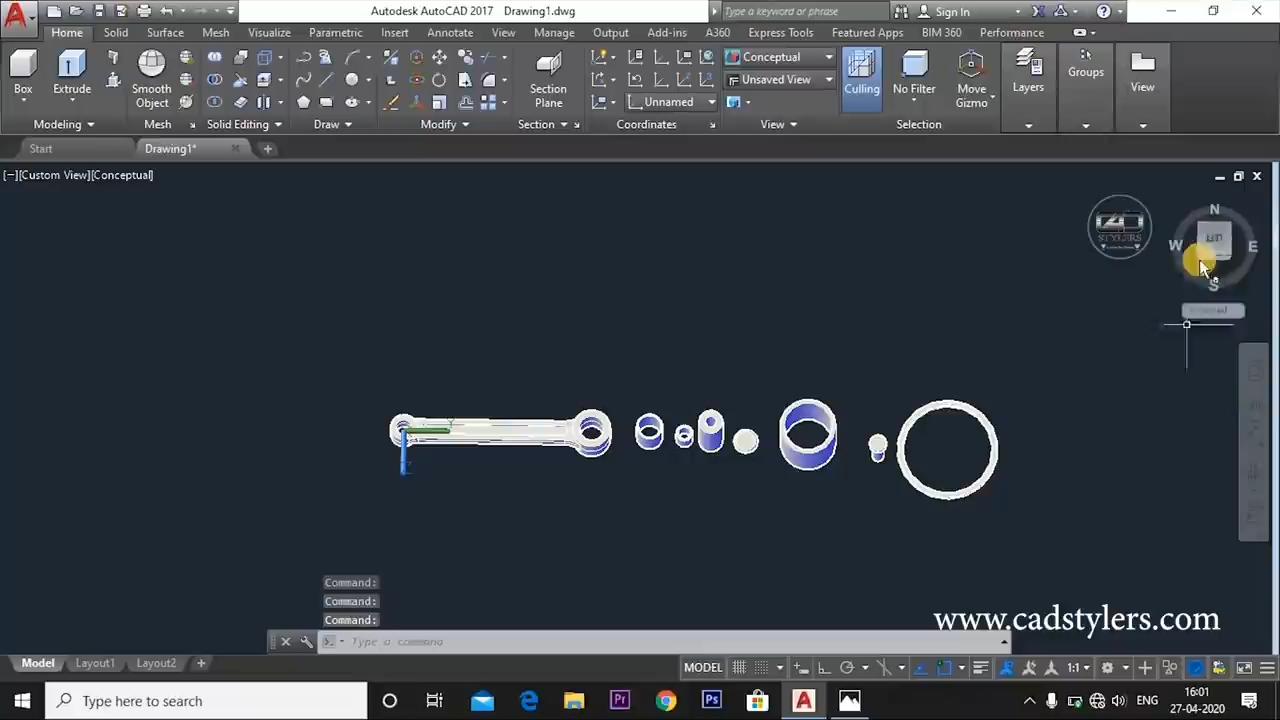 Autodesk AutoCAD 2017 Drawing1.dwg
Type a keyword or phrase
Sign In
Home Solid Surface Mesh Visualize Parametric Insert Annotate View Manage Output Add-ins A360 Express Tools Featured Apps BIM 360 Performance
Box
Extrude
Smooth
Object
Section
Plane
Conceptual
Unsaved View
Unnamed
Culling
No Filter
Move
Gizmo
Layers
Groups
View
Modeling
Mesh
Solid Editing
Draw
Modify
Section
Coordinates
View
Selection
Start
Drawing1*
[−][Custom View][Conceptual]
STYLERS
N
W
E
S
Command:
Command:
Command:
www.cadstylers.com
Type a command
Model Layout1 Layout2
MODEL
1:1
Type here to search
ENG
16:01
27-04-2020